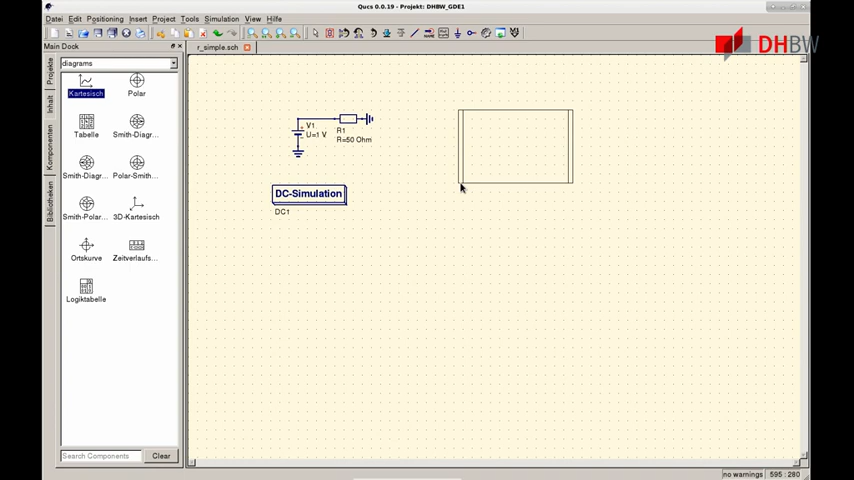 Qucs 0.0.19 - Projekt: DHBW_GDE1
Datei Edit Positioning Insert Project Tools Simulation View Hilfe
DHBW
Main Dock
r_simple.sch
diagrams
Projekte
Inhalt
Komponenten
Bibliotheken
Kartesisch Polar
Tabelle Smith-Diagr...
Smith-Diag... Polar-Smith...
Smith-Polar... 3D-Kartesisch
Ortskurve Zeitverlaufs...
Logiktabelle
V1
U=1 V
R1
R=50 Ohm
DC-Simulation
DC1
Search Components Clear
no warnings 595 : 280